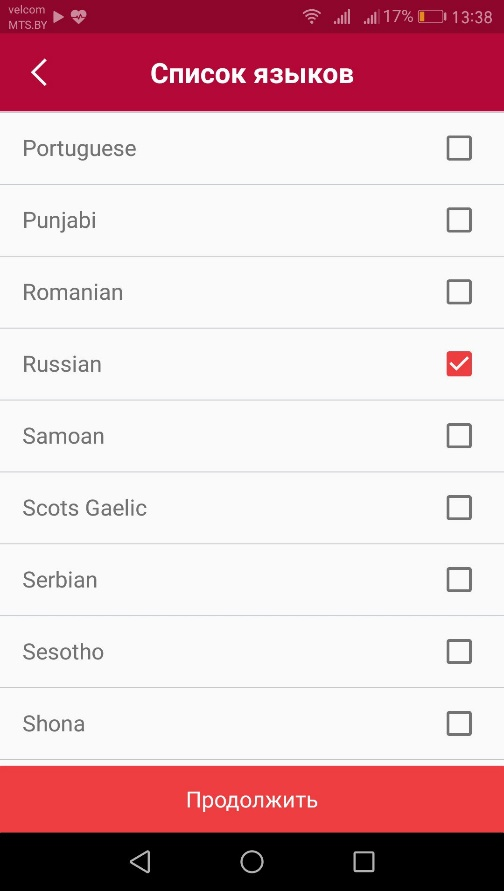 velcom
MTS.BY
17% 13:38
Список языков
Portuguese
Punjabi
Romanian
Russian
Samoan
Scots Gaelic
Serbian
Sesotho
Shona
Продолжить